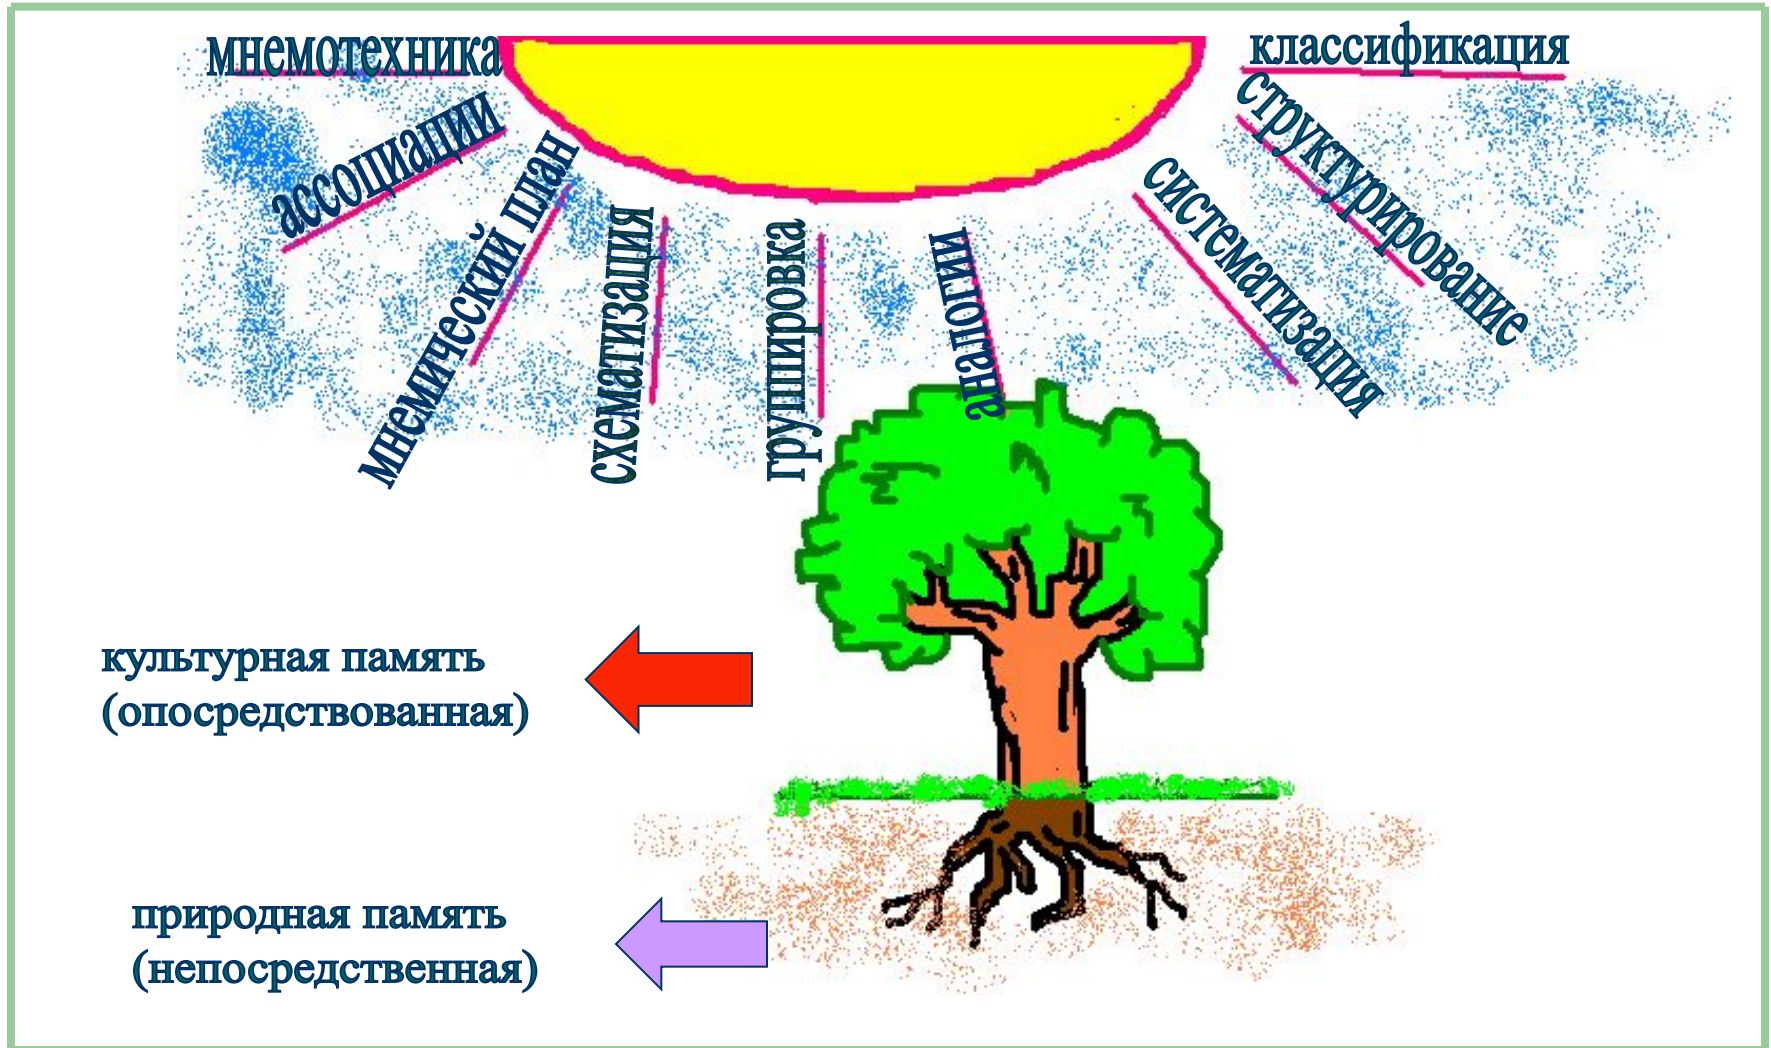 мнемотехника
ассоциации
мнемический план
схематизация
группировка
аналогии
систематизация
структурирование
классификация
культурная память
(опосредствованная)
природная память
(непосредственная)